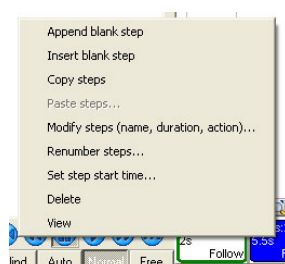 Append blank step
Insert blank step
Copy steps
Paste steps...
Modify steps (name, duration, action)...
Renumber steps...
Set step start time...
Delete
View
2s
5.5s
Follow
Auto
Normal
Free